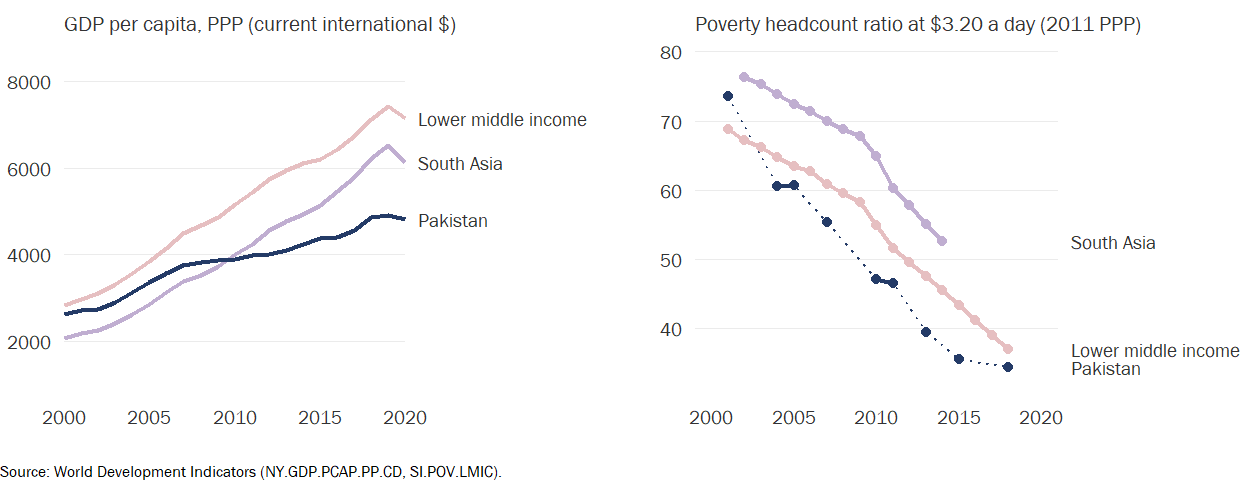 GDP per capita, PPP (current international $)
8000
6000
4000
2000
Lower middle income
South Asia
Pakistan
2000 2005 2010 2015 2020
Poverty headcount ratio at $3.20 a day (2011 PPP)
80
70
60
50
40
South Asia
Lower middle income
Pakistan
2000 2005 2010 2015 2020
Source: World Development Indicators (NY.GDP.PCAP.PP.CD, SI.POV.LMIC).